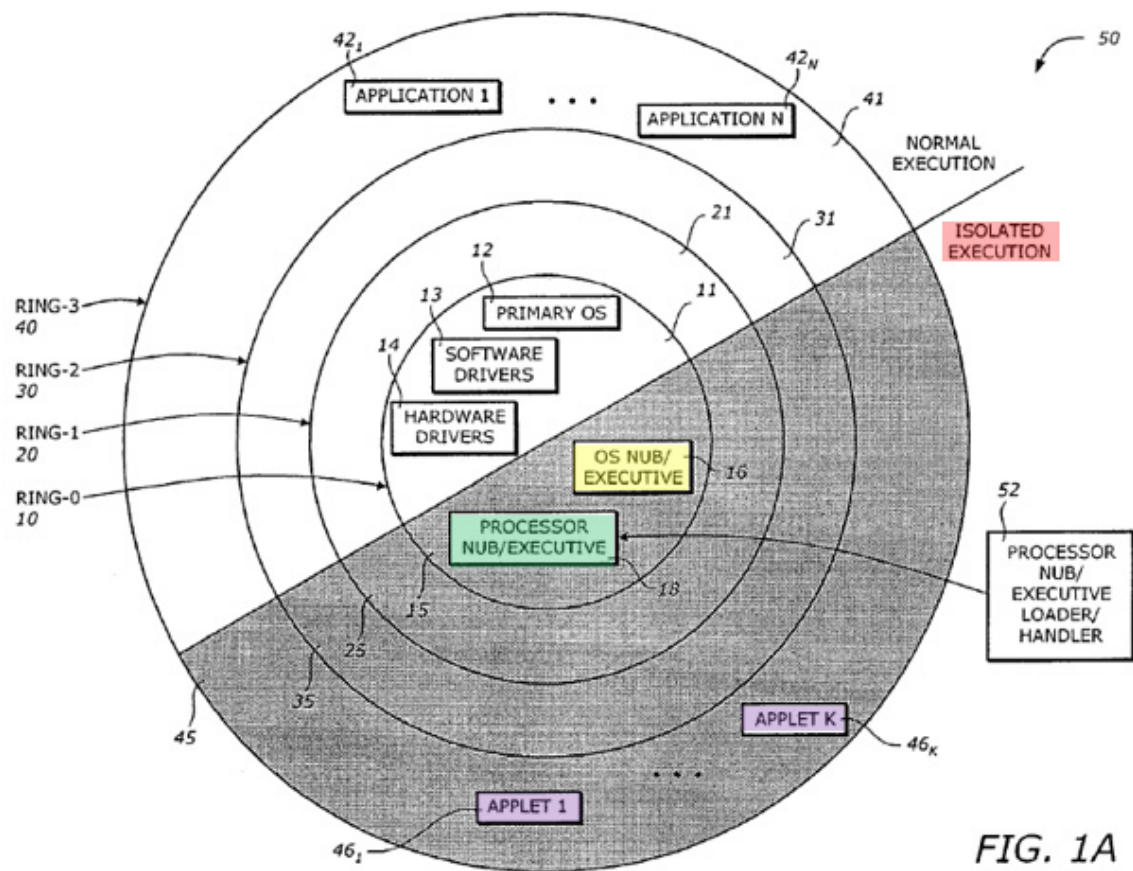 42₁
42N
50
APPLICATION 1
• • •
APPLICATION N
41
NORMAL
EXECUTION
ISOLATED
EXECUTION
21
31
12
11
PRIMARY OS
13
SOFTWARE
DRIVERS
14
HARDWARE
DRIVERS
RING-3
40
RING-2
30
RING-1
20
RING-0
10
OS NUB/
EXECUTIVE
16
PROCESSOR
NUB/EXECUTIVE
18
15
25
35
45
52
PROCESSOR
NUB/
EXECUTIVE
LOADER/
HANDLER
APPLET K
46K
• • •
APPLET 1
46₁
FIG. 1A